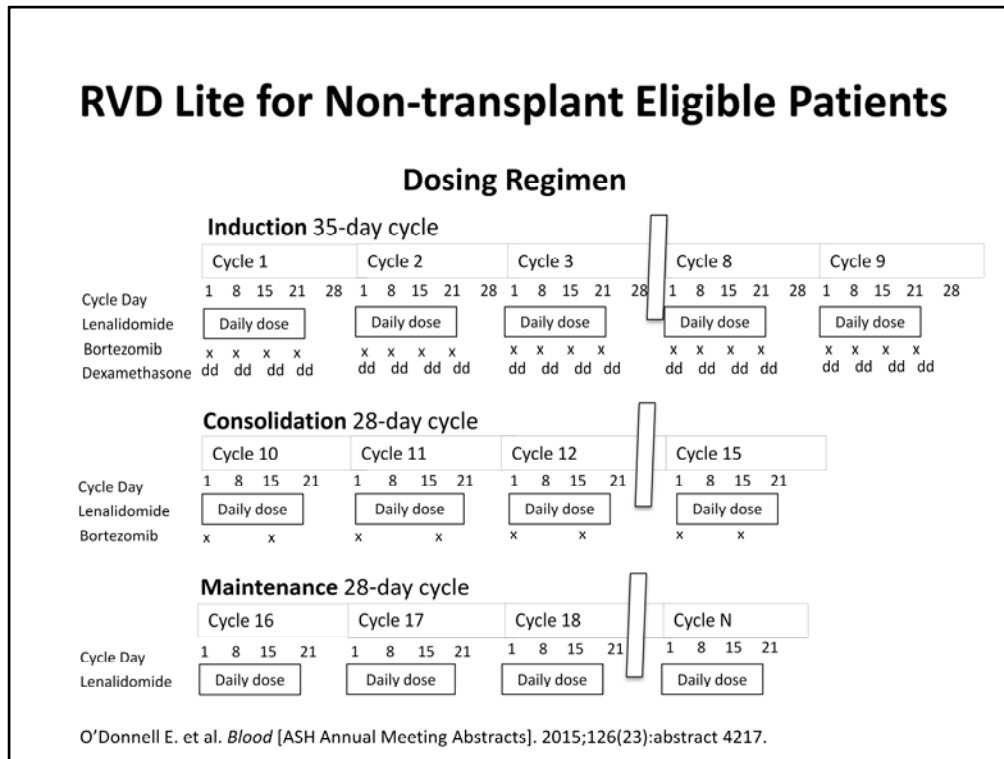 RVD Lite for Non-transplant Eligible Patients
Dosing Regimen
Induction 35-day cycle
Cycle 1 Cycle 2 Cycle 3 Cycle 8 Cycle 9
Cycle Day 1 8 15 21 28 1 8 15 21 28 1 8 15 21 28 1 8 15 21 28 1 8 15 21 28
Lenalidomide Daily dose Daily dose Daily dose Daily dose Daily dose
Bortezomib x x x x x x x x x x x x x x x x x x x x
Dexamethasone dd dd dd dd dd dd dd dd dd dd dd dd dd dd dd dd dd dd dd dd
Consolidation 28-day cycle
Cycle 10 Cycle 11 Cycle 12 Cycle 15
Cycle Day 1 8 15 21 1 8 15 21 1 8 15 21 1 8 15 21
Lenalidomide Daily dose Daily dose Daily dose Daily dose
Bortezomib x x x x x x x x
Maintenance 28-day cycle
Cycle 16 Cycle 17 Cycle 18 Cycle N
Cycle Day 1 8 15 21 1 8 15 21 1 8 15 21 1 8 15 21
Lenalidomide Daily dose Daily dose Daily dose Daily dose
O'Donnell E. et al. Blood [ASH Annual Meeting Abstracts]. 2015;126(23):abstract 4217.